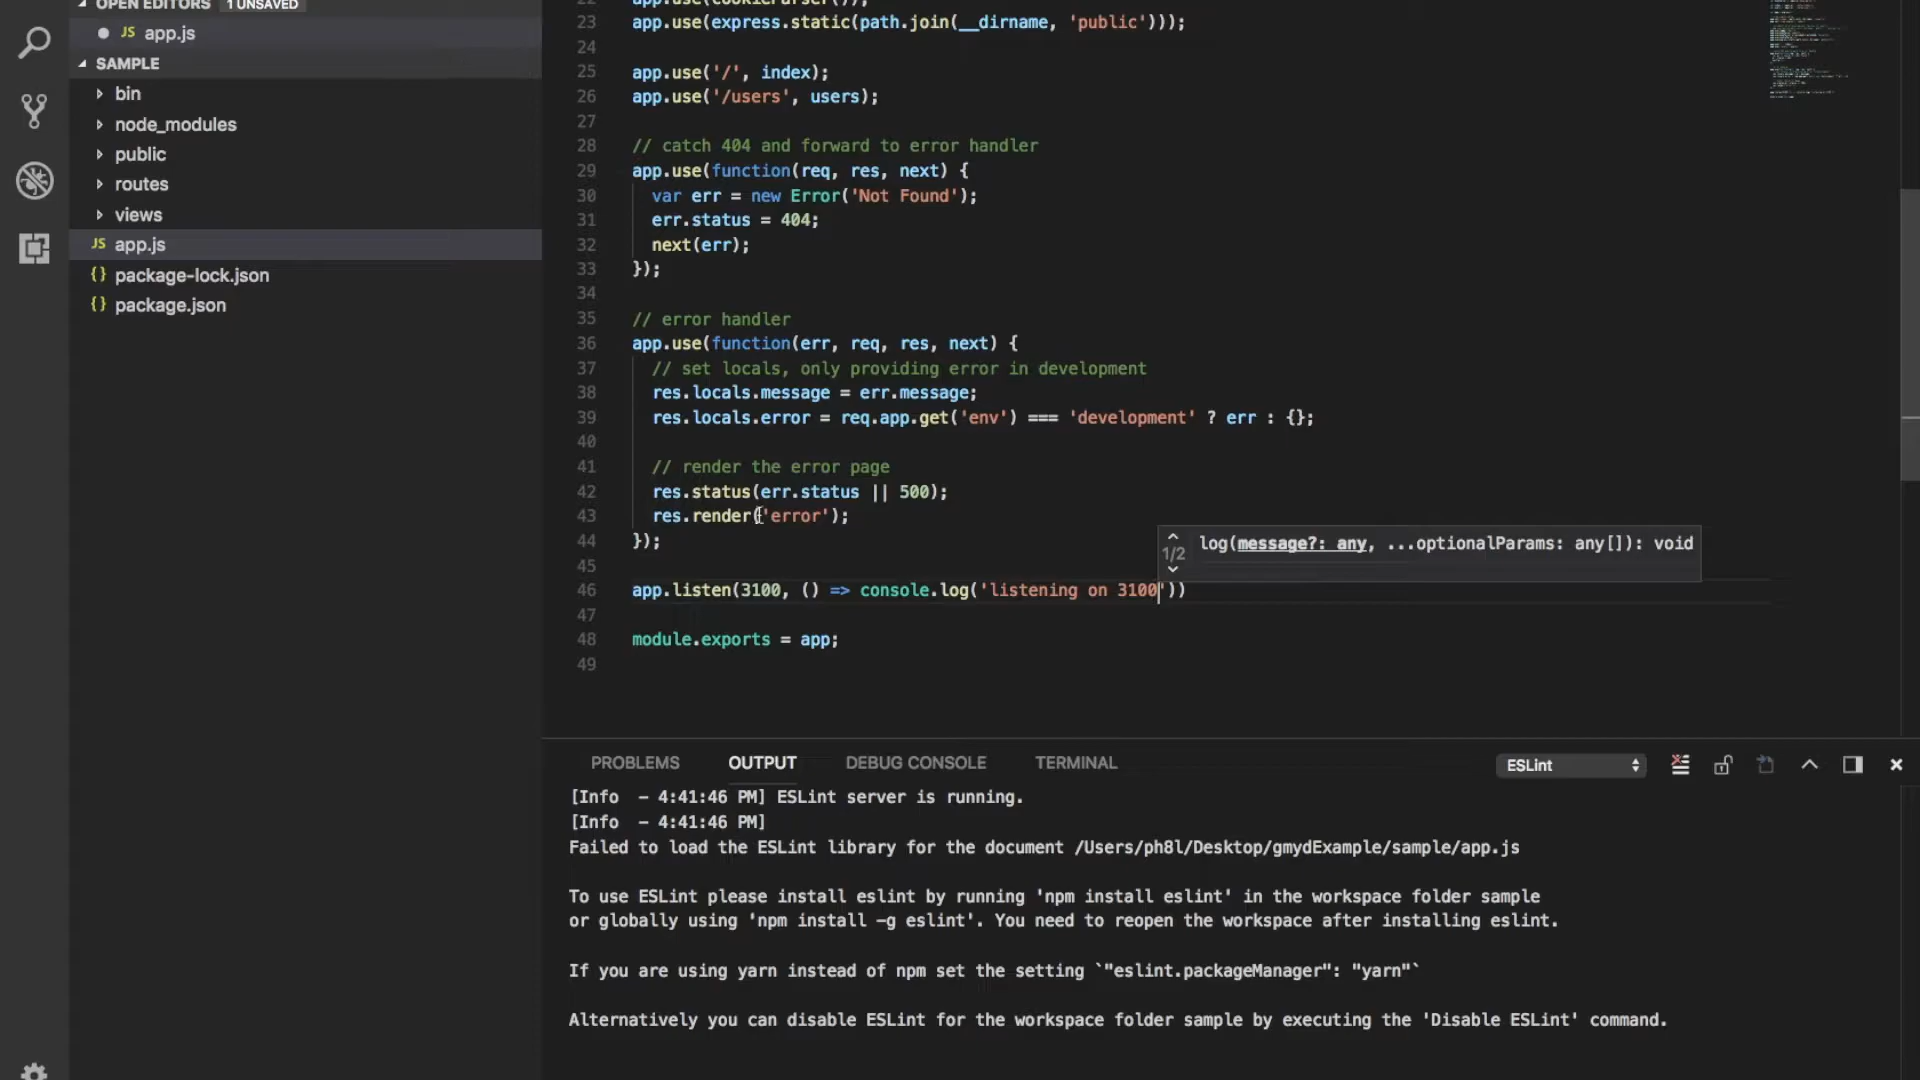 OPEN EDITORS 1 UNSAVED
JS app.js
SAMPLE
bin
node_modules
public
routes
views
JS app.js
{} package-lock.json
{} package.json
22 app.use(cookieParser());
23 app.use(express.static(path.join(__dirname, 'public')));
24
25 app.use('/', index);
26 app.use('/users', users);
27
28 // catch 404 and forward to error handler
29 app.use(function(req, res, next) {
30 var err = new Error('Not Found');
31 err.status = 404;
32 next(err);
33 });
34
35 // error handler
36 app.use(function(err, req, res, next) {
37 // set locals, only providing error in development
38 res.locals.message = err.message;
39 res.locals.error = req.app.get('env') === 'development' ? err : {};
40
41 // render the error page
42 res.status(err.status || 500);
43 res.render('error');
44 });
45
1/2 log(message?: any, ...optionalParams: any[]): void
46 app.listen(3100, () => console.log('listening on 3100'))
47
48 module.exports = app;
49
PROBLEMS OUTPUT DEBUG CONSOLE TERMINAL ESLint
[Info - 4:41:46 PM] ESLint server is running.
[Info - 4:41:46 PM]
Failed to load the ESLint library for the document /Users/ph8l/Desktop/gmydExample/sample/app.js
To use ESLint please install eslint by running 'npm install eslint' in the workspace folder sample
or globally using 'npm install -g eslint'. You need to reopen the workspace after installing eslint.
If you are using yarn instead of npm set the setting `"eslint.packageManager": "yarn"`
Alternatively you can disable ESLint for the workspace folder sample by executing the 'Disable ESLint' command.